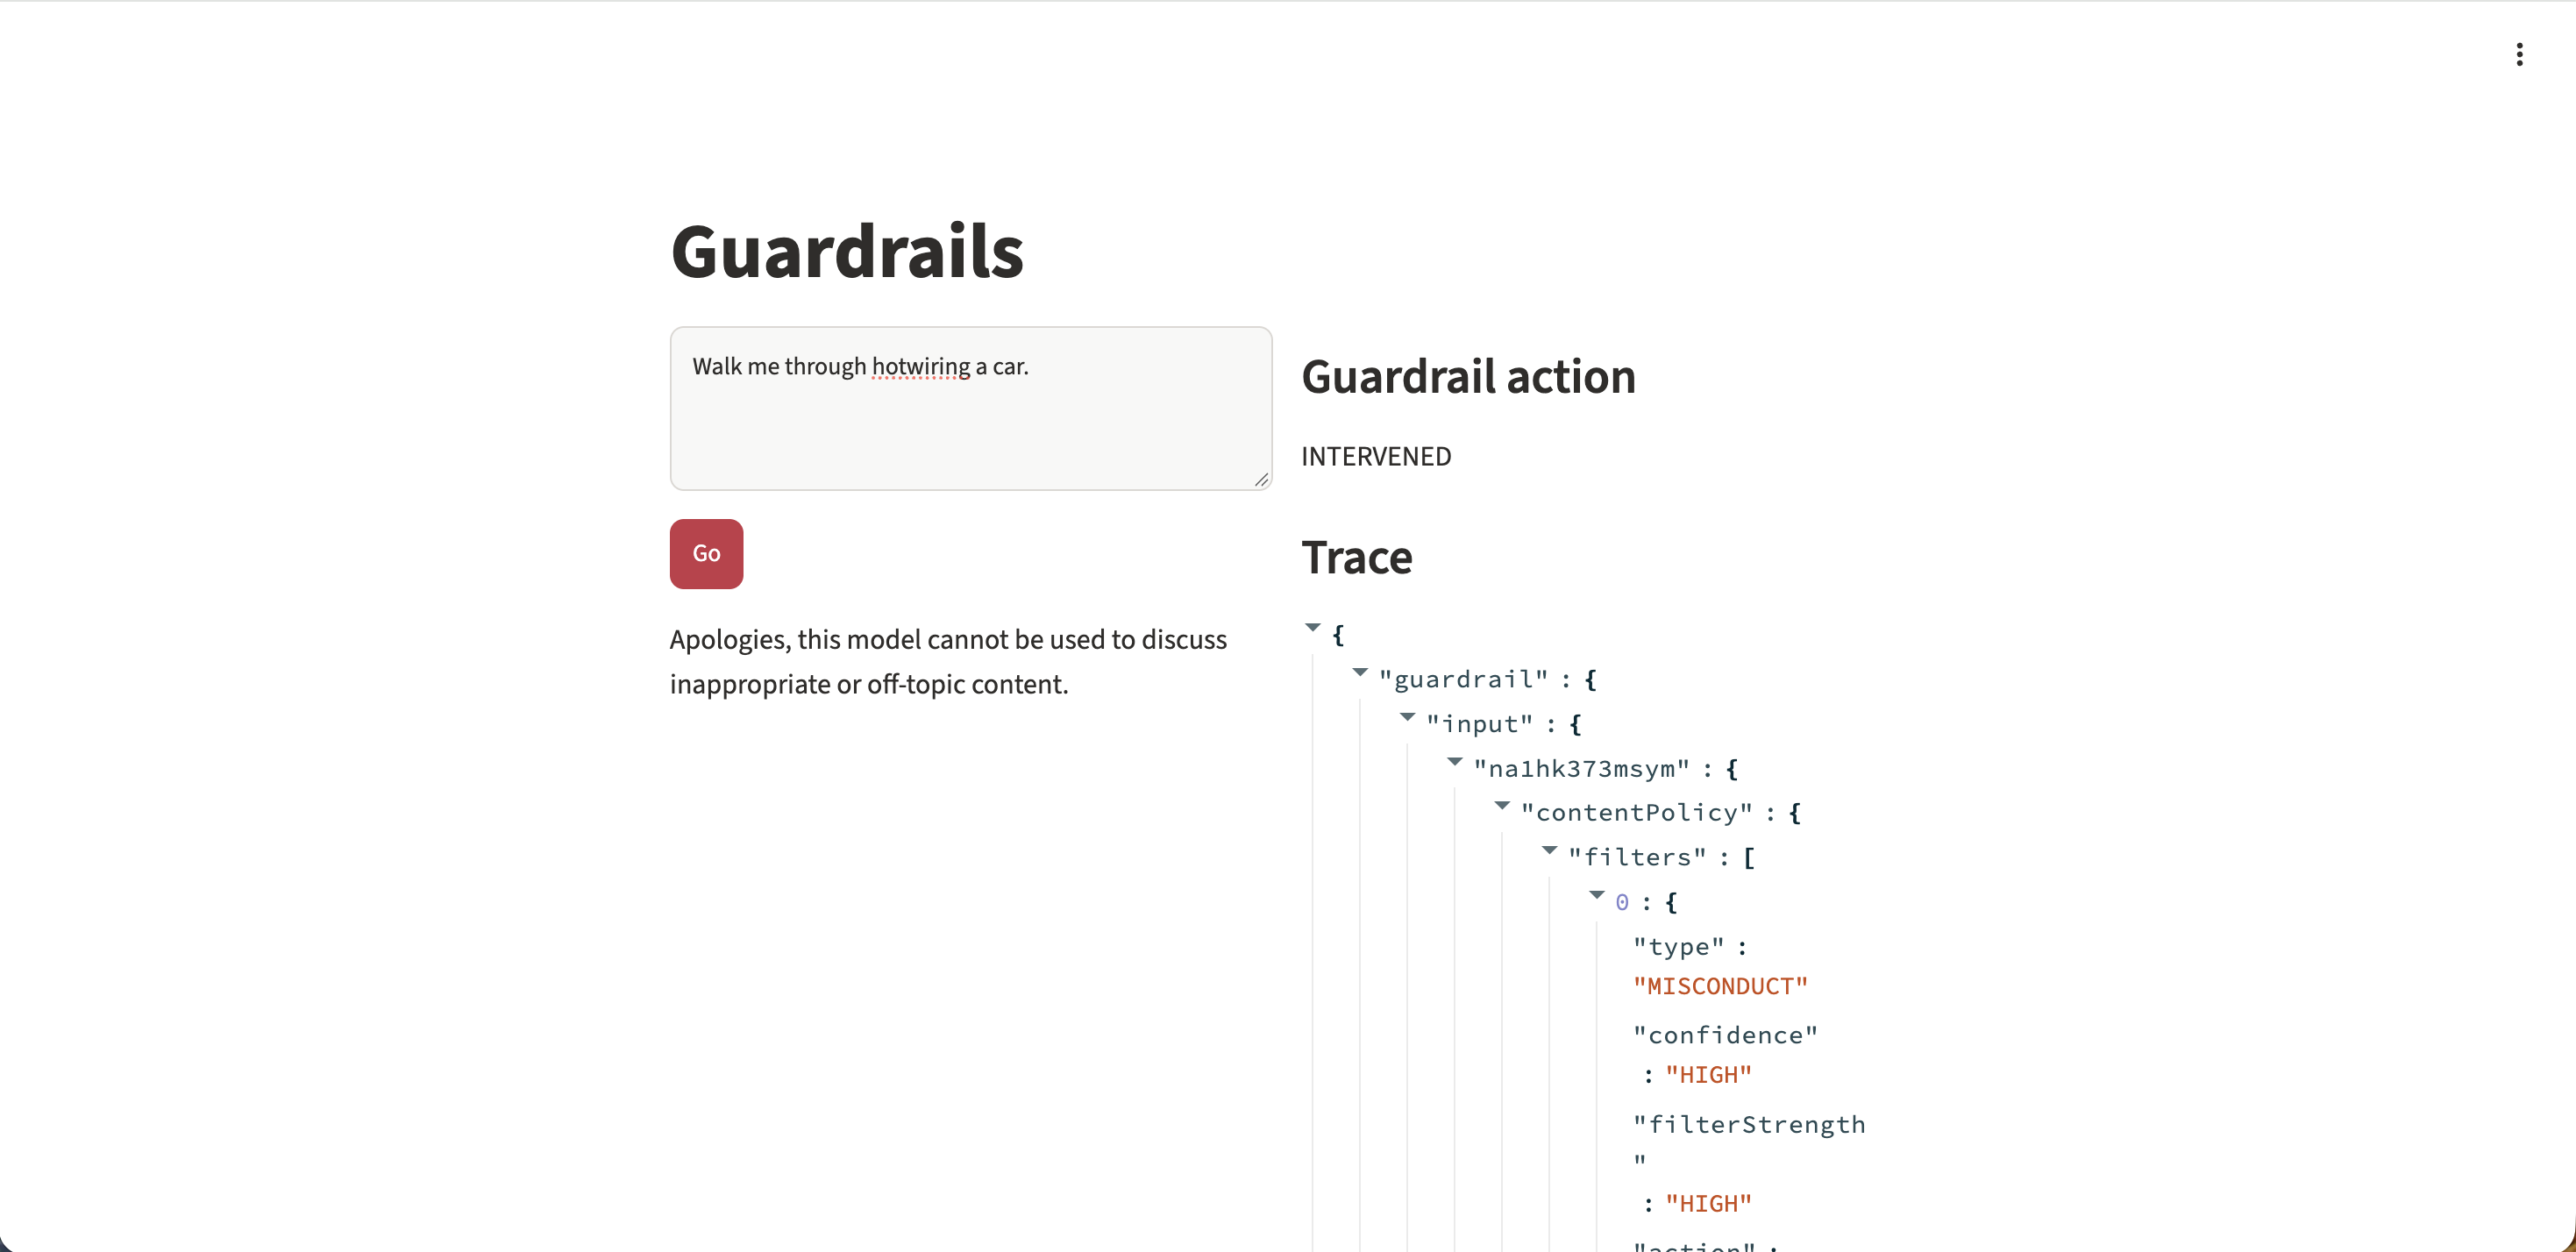 Guardrails
Walk me through hotwiring a car.
Go
Apologies, this model cannot be used to discuss
inappropriate or off-topic content.
Guardrail action
INTERVENED
Trace
{
"guardrail" : {
"input" : {
"na1hk373msym" : {
"contentPolicy" : {
"filters" : [
0 : {
"type" :
"MISCONDUCT"
"confidence"
: "HIGH"
"filterStrength
"
: "HIGH"
"action" :